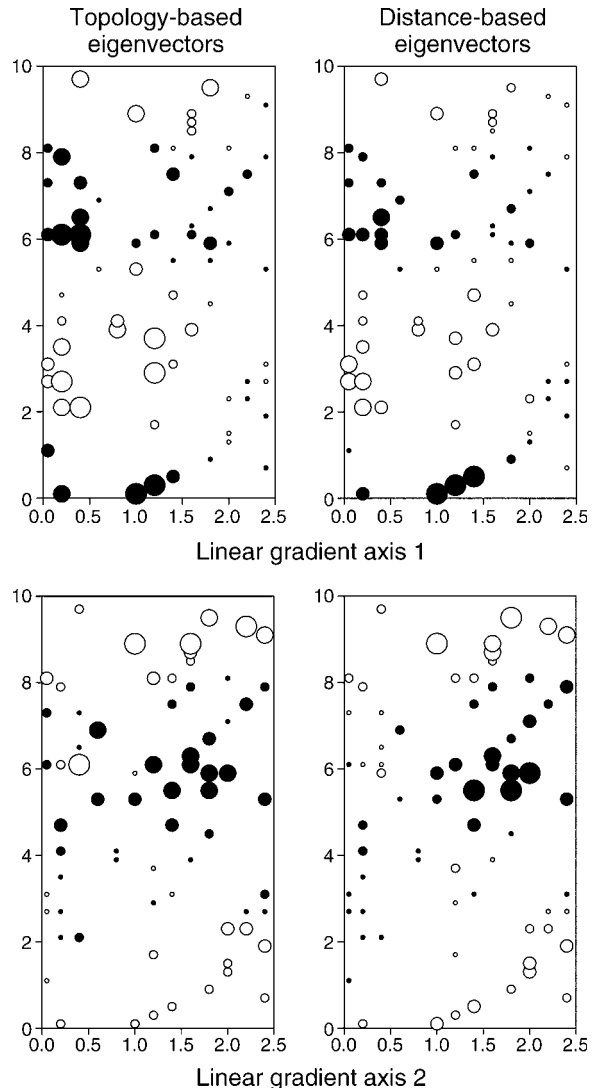 Topology-based Distance-based
eigenvectors eigenvectors
10 10
8 8
6 6
4 4
2 2
0 0
0.0 0.5 1.0 1.5 2.0 2.5 0.0 0.5 1.0 1.5 2.0 2.5
Linear gradient axis 1
10 10
8 8
6 6
4 4
2 2
0 0
0.0 0.5 1.0 1.5 2.0 2.5 0.0 0.5 1.0 1.5 2.0 2.5
Linear gradient axis 2